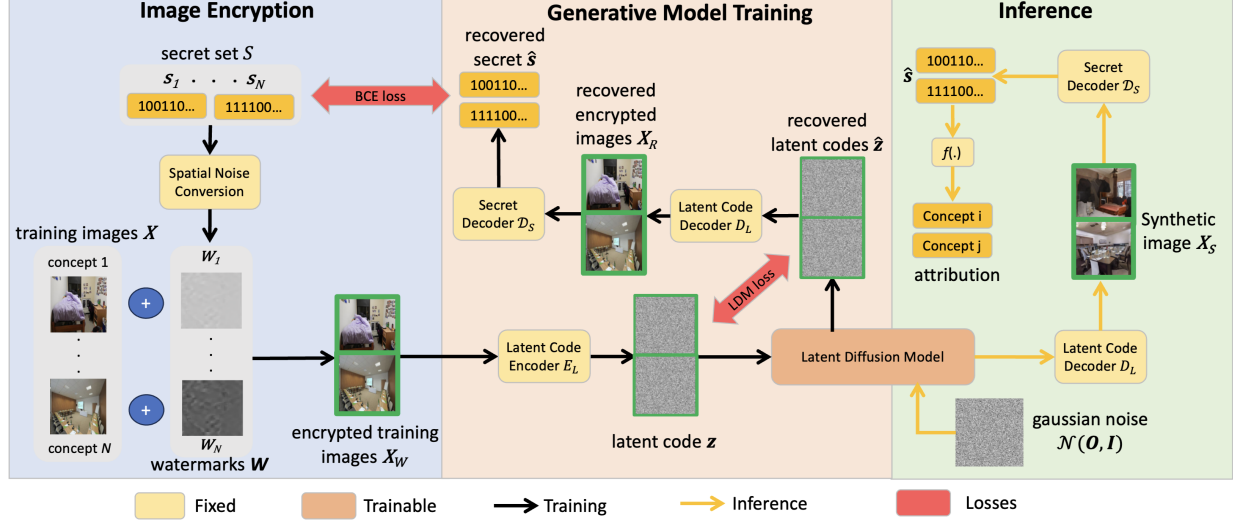 Image Encryption
secret set S
s1 . . . sN
100110...
111100...
Spatial Noise
Conversion
training images X
concept 1
concept N
+
+
W1
WN
watermarks W
encrypted training
images XW
BCE loss
Generative Model Training
recovered
secret ŝ
100110...
111100...
recovered
encrypted
images XR
recovered
latent codes ẑ
Secret
Decoder DS
Latent Code
Decoder DL
LDM loss
Latent Code
Encoder EL
latent code z
Latent Diffusion Model
Inference
ŝ
100110...
111100...
Secret
Decoder DS
f(.)
Concept i
Concept j
attribution
Synthetic
image XS
Latent Code
Decoder DL
gaussian noise
N(O, I)
Fixed
Trainable
Training
Inference
Losses